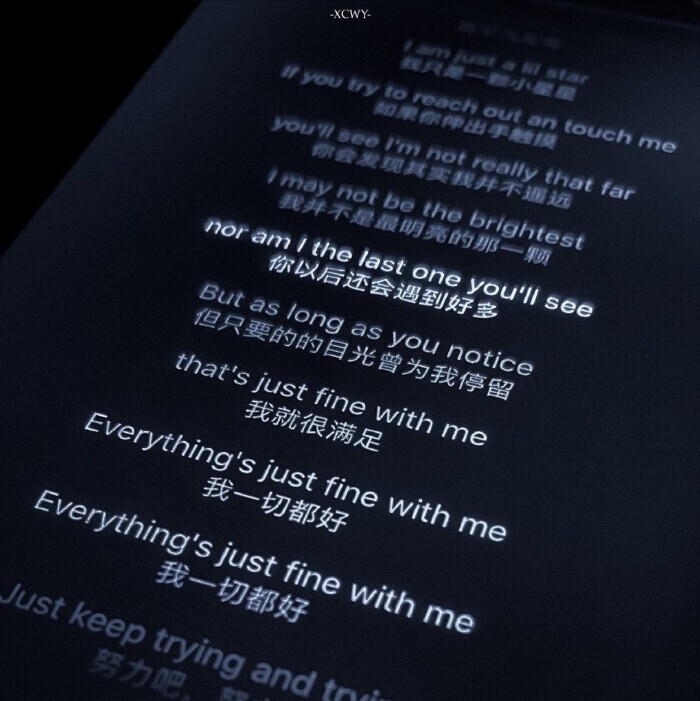 -XCWY-
I am just a lil star
我只是一颗小星星
If you try to reach out an touch me
如果你伸出手触摸
you'll see I'm not really that far
你会发现其实我并不遥远
I may not be the brightest
我并不是最明亮的那一颗
nor am I the last one you'll see
你以后还会遇到好多
But as long as you notice
但只要的的目光曾为我停留
that's just fine with me
我就很满足
Everything's just fine with me
我一切都好
Everything's just fine with me
我一切都好
Just keep trying and
努力吧，